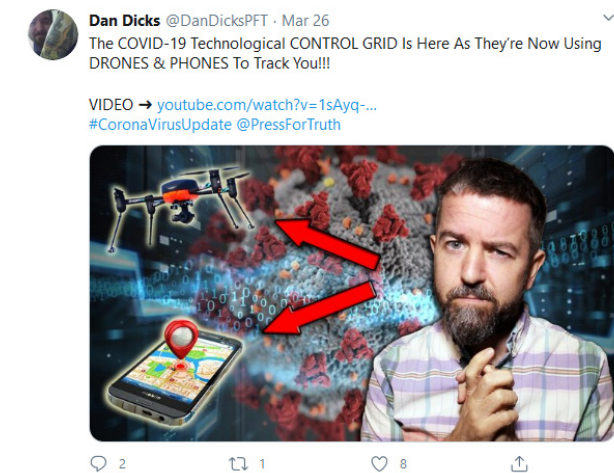 Dan Dicks @DanDicksPFT · Mar 26
The COVID-19 Technological CONTROL GRID Is Here As They're Now Using
DRONES & PHONES To Track You!!!
VIDEO ➜ youtube.com/watch?v=1sAyq-...
#CoronaVirusUpdate @PressForTruth
2 1 8